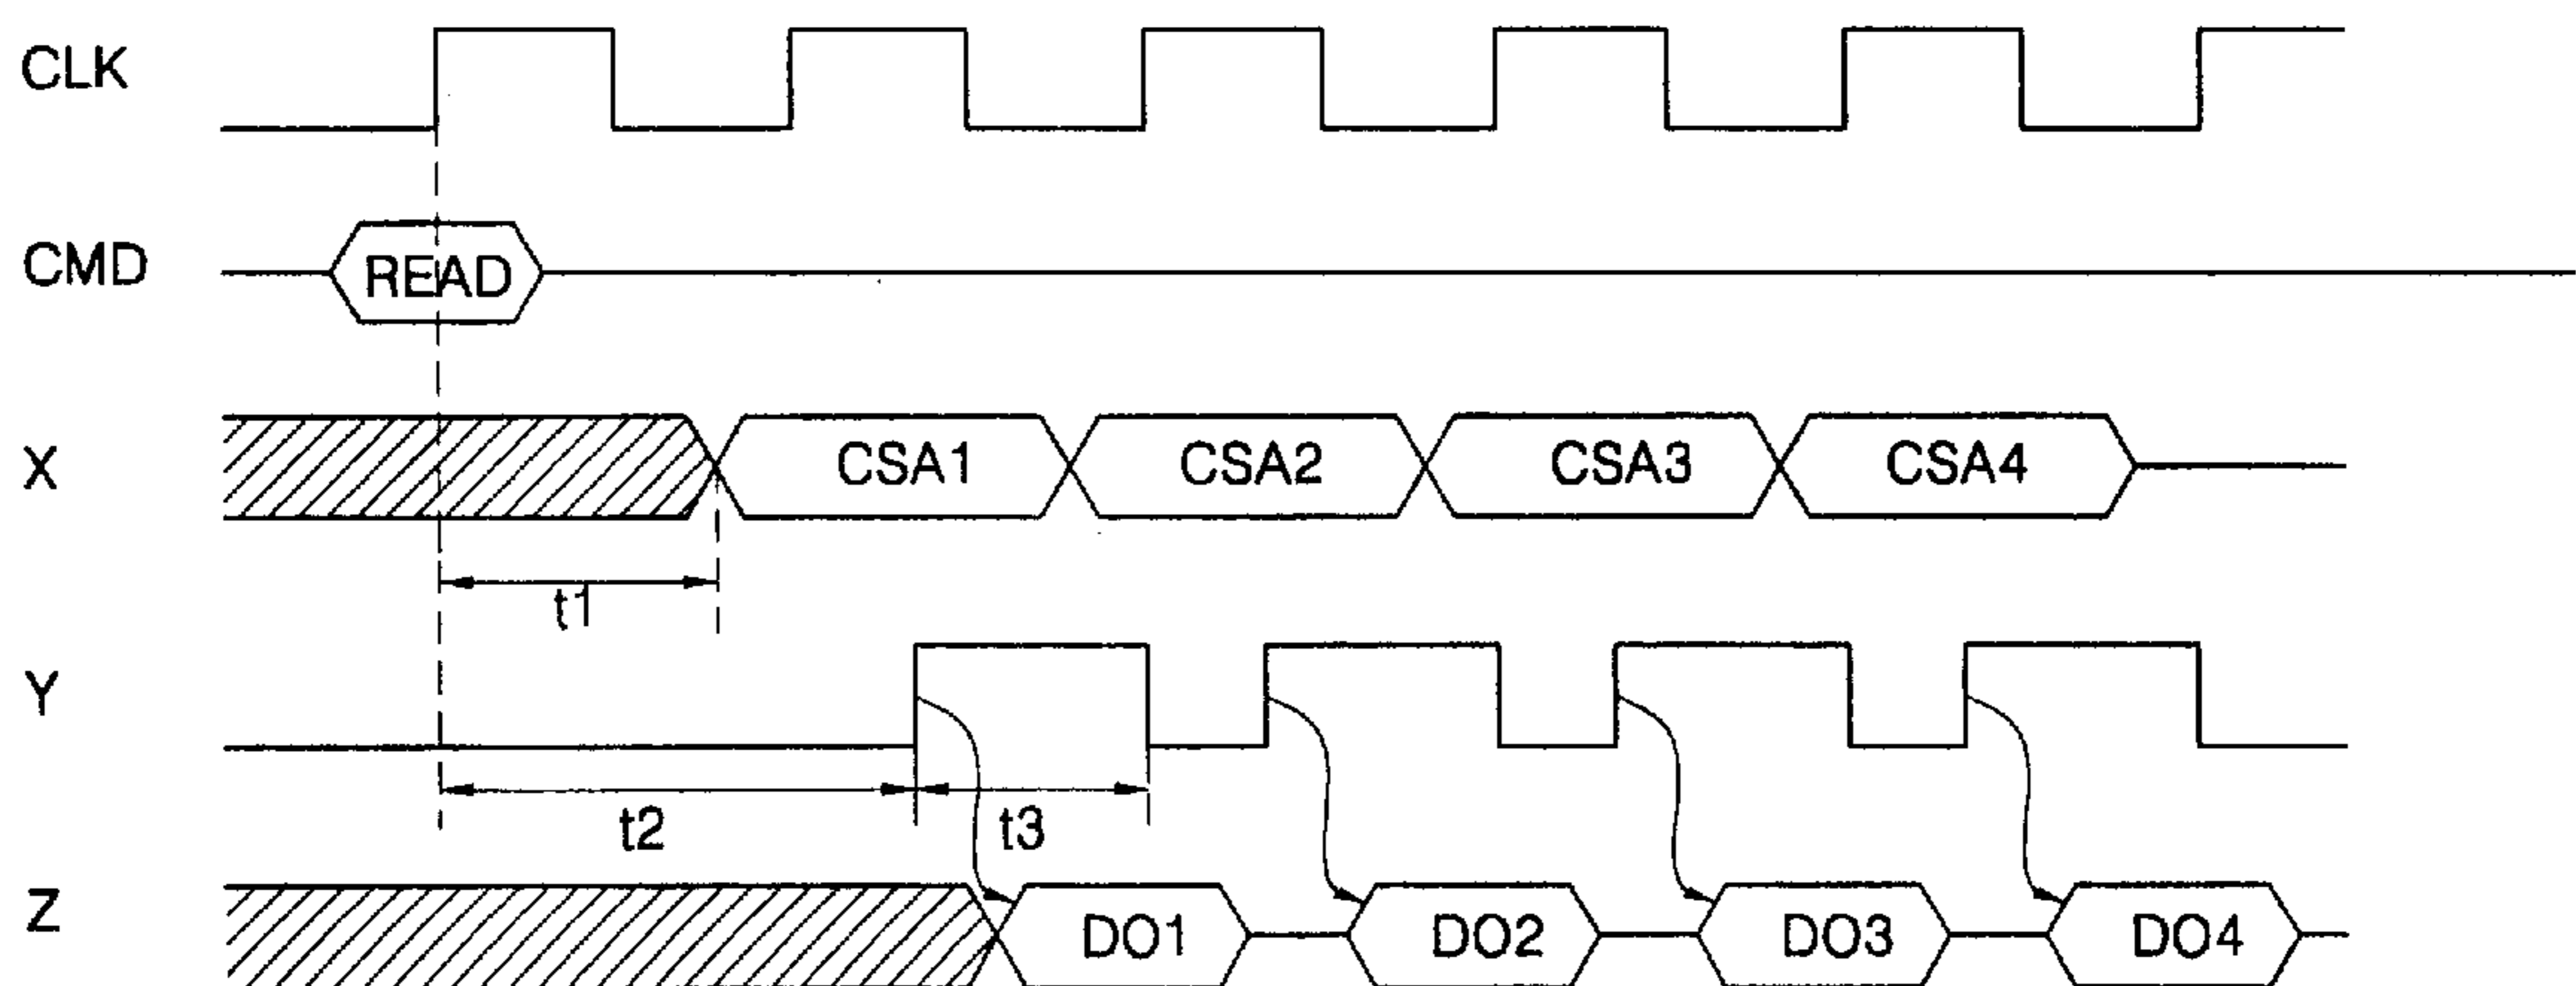 CLK
CMD READ
X CSA1 CSA2 CSA3 CSA4
t1
Y
t2 t3
Z DO1 DO2 DO3 DO4